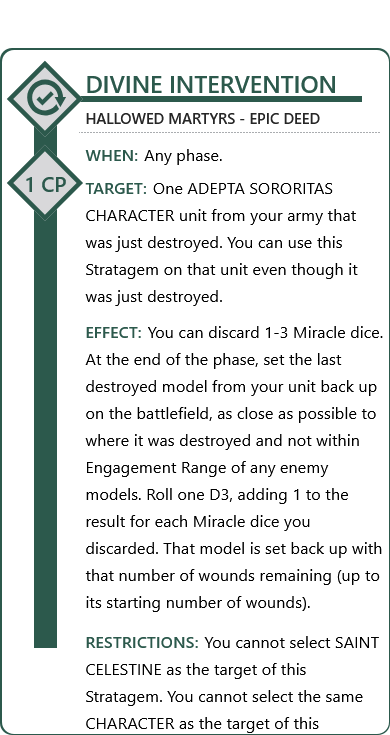 DIVINE INTERVENTION
HALLOWED MARTYRS - EPIC DEED
WHEN: Any phase.
1 CP
TARGET: One ADEPTA SORORITAS
CHARACTER unit from your army that
was just destroyed. You can use this
Stratagem on that unit even though it
was just destroyed.
EFFECT: You can discard 1-3 Miracle dice.
At the end of the phase, set the last
destroyed model from your unit back up
on the battlefield, as close as possible to
where it was destroyed and not within
Engagement Range of any enemy
models. Roll one D3, adding 1 to the
result for each Miracle dice you
discarded. That model is set back up with
that number of wounds remaining (up to
its starting number of wounds).
RESTRICTIONS: You cannot select SAINT
CELESTINE as the target of this
Stratagem. You cannot select the same
CHARACTER as the target of this